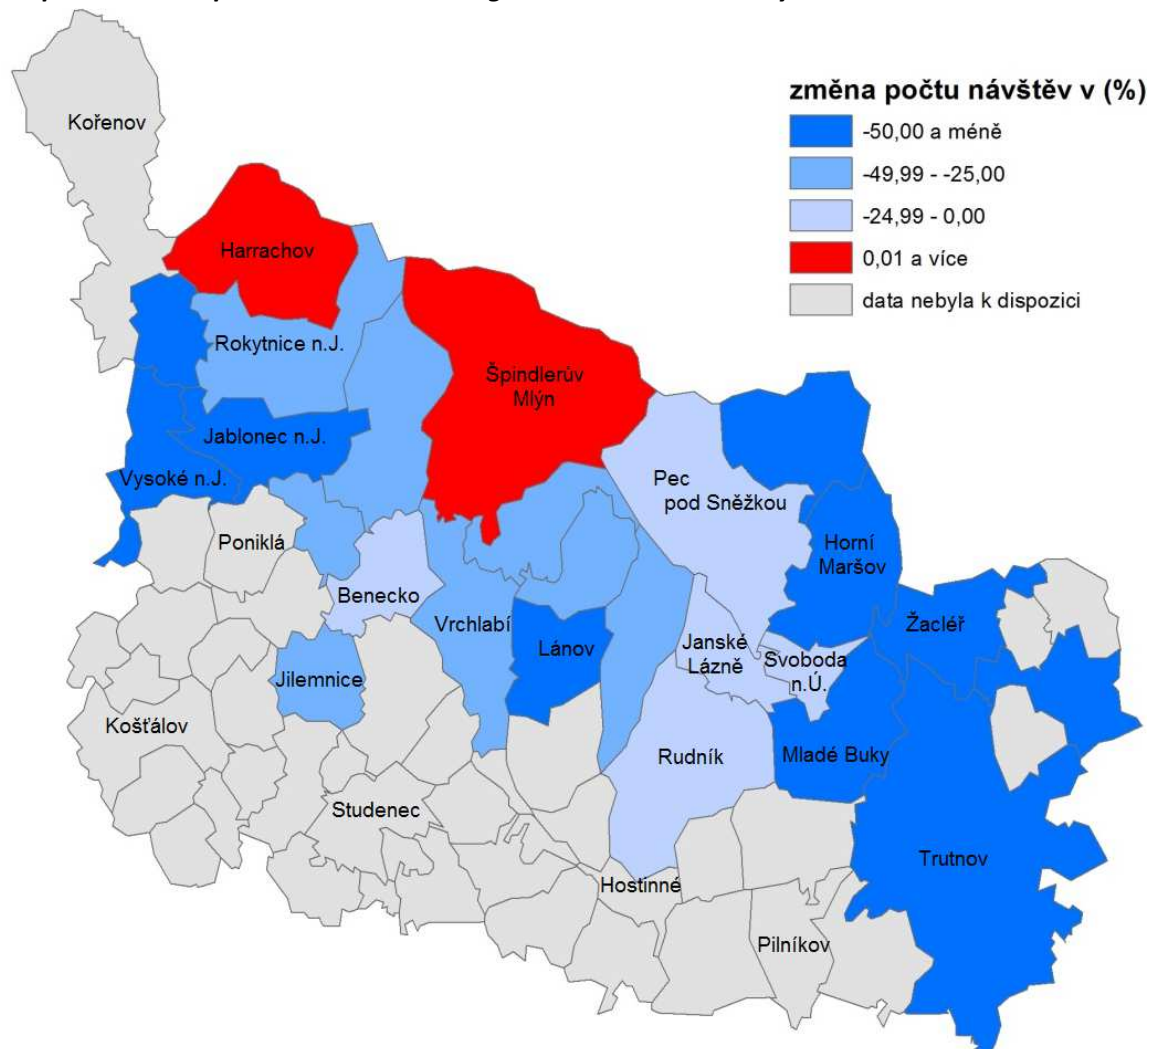 změna počtu návštěv v (%)
-50,00 a méně
-49,99 - -25,00
-24,99 - 0,00
0,01 a více
data nebyla k dispozici
Kořenov
Harrachov
Rokytnice n.J.
Špindlerův
Mlýn
Jablonec n.J.
Vysoké n.J.
Pec
pod Sněžkou
Poniklá
Horní
Maršov
Benecko
Vrchlabí
Lánov
Janské
Lázně
Svoboda
n.Ú.
Žacléř
Jilemnice
Košťálov
Rudník
Mladé Buky
Studenec
Trutnov
Hostinné
Pilníkov